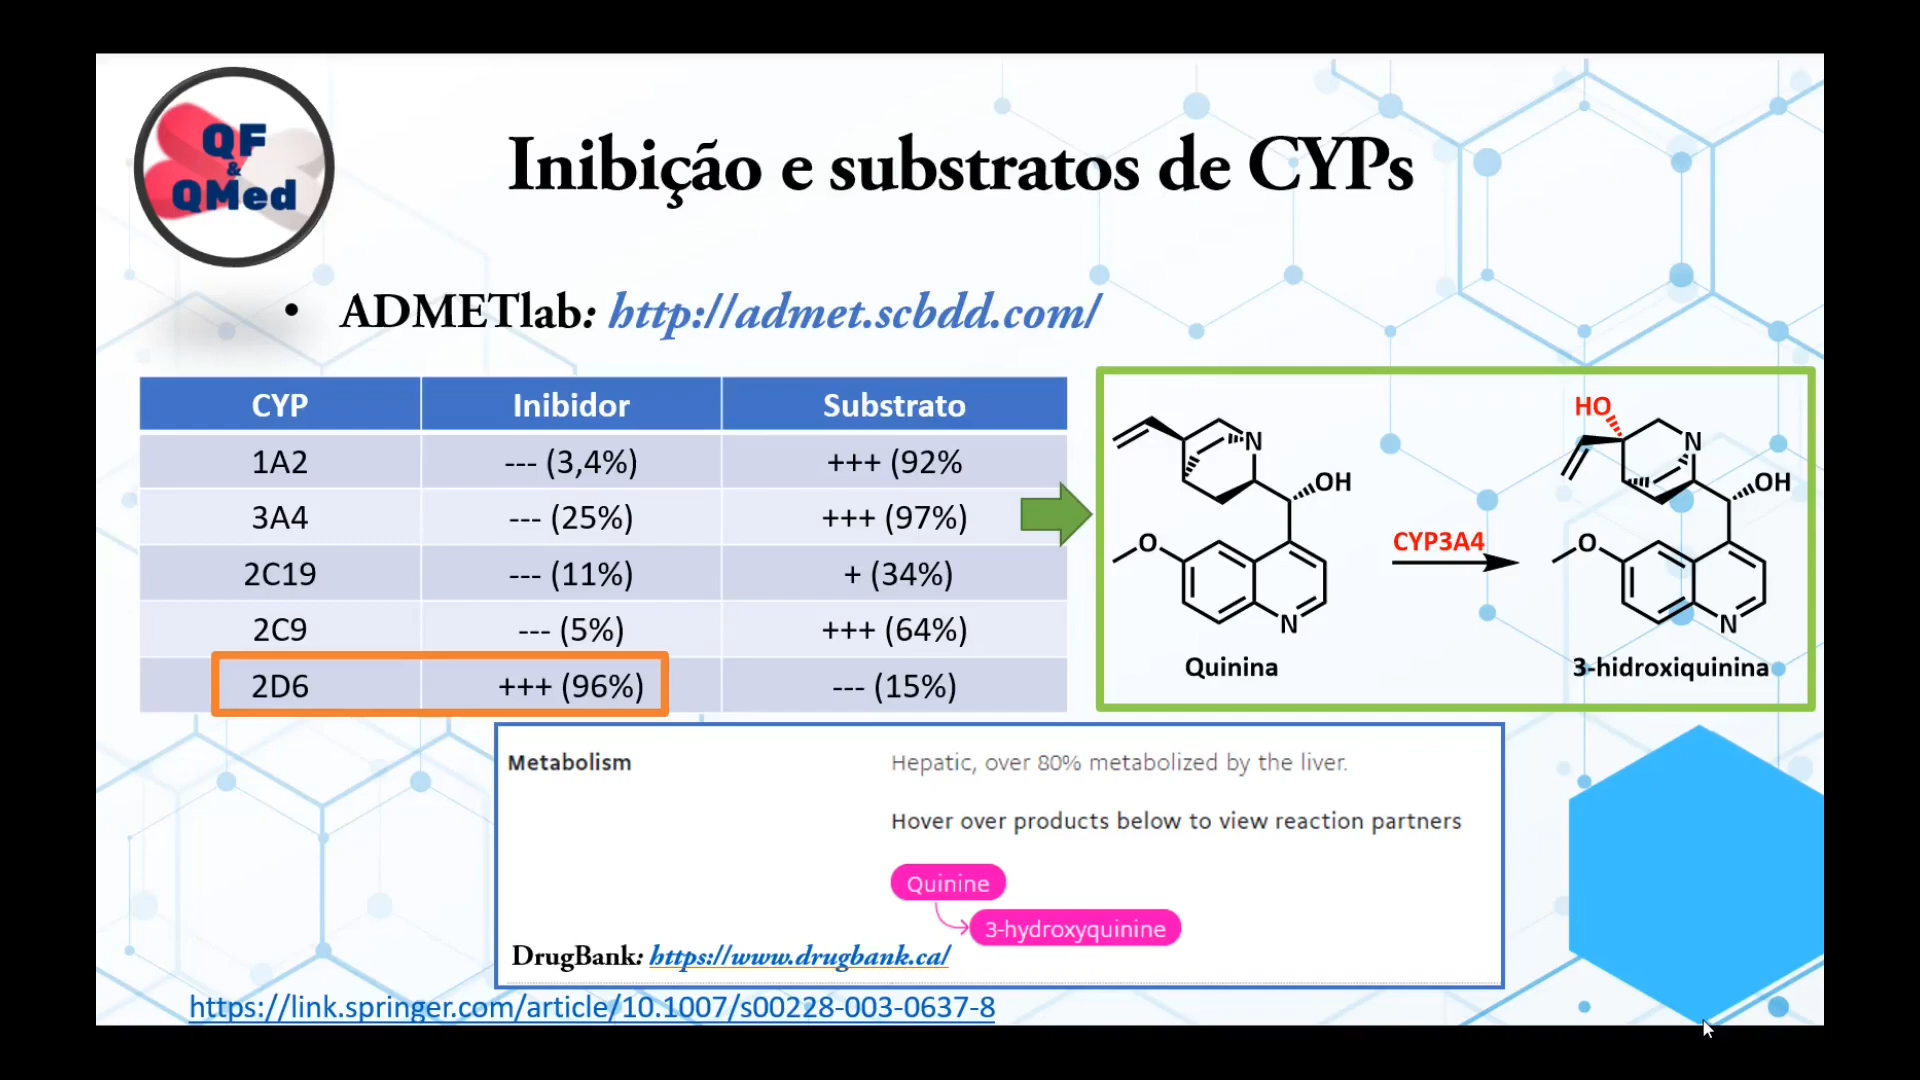 QF
&
QMed
Inibição e substratos de CYPs
• ADMETlab: http://admet.scbdd.com/
CYP Inibidor Substrato
1A2 --- (3,4%) +++ (92%
3A4 --- (25%) +++ (97%)
2C19 --- (11%) + (34%)
2C9 --- (5%) +++ (64%)
2D6 +++ (96%) --- (15%)
N
OH
O
N
Quinina
CYP3A4
HO
N
OH
O
N
3-hidroxiquinina
Metabolism Hepatic, over 80% metabolized by the liver.
Hover over products below to view reaction partners
Quinine
3-hydroxyquinine
DrugBank: https://www.drugbank.ca/
https://link.springer.com/article/10.1007/s00228-003-0637-8